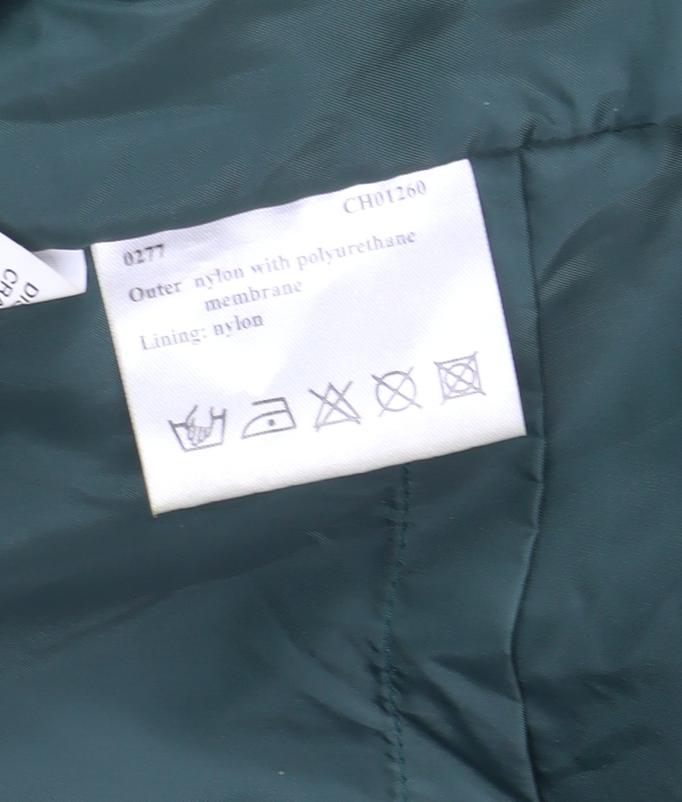 CH01260
0277
Outer nylon with polyurethane
membrane
Lining: nylon